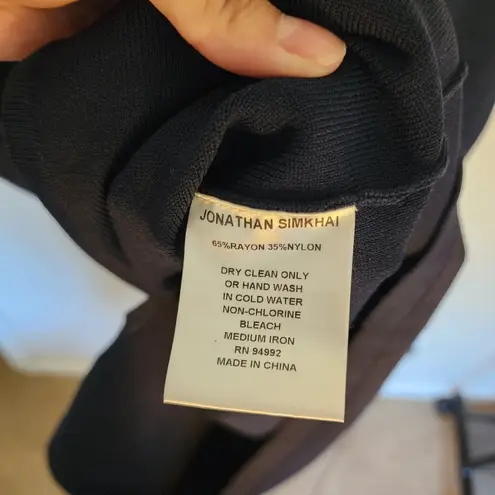 JONATHAN SIMKHAI
65%RAYON 35%NYLON
DRY CLEAN ONLY
OR HAND WASH
IN COLD WATER
NON-CHLORINE
BLEACH
MEDIUM IRON
RN 94992
MADE IN CHINA